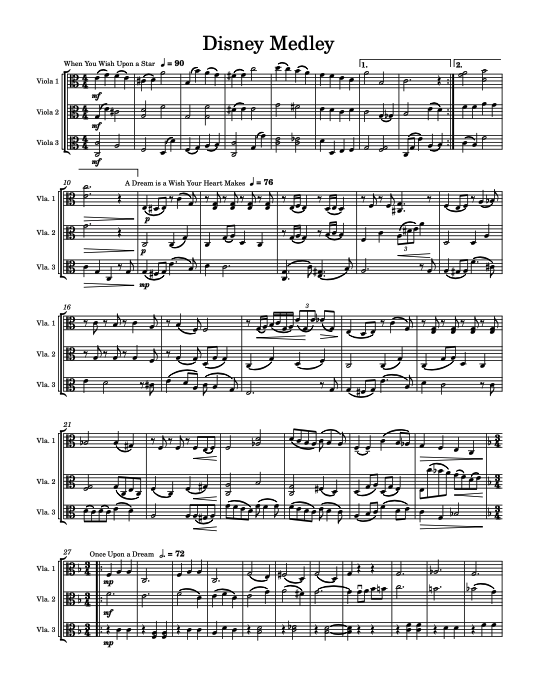 Disney Medley
When You Wish Upon a Star ♩ = 90
1.
2.
Viola 1
mf
Viola 2
mf
Viola 3
mf
10
A Dream is a Wish Your Heart Makes ♩ = 76
Vla. 1
p
Vla. 2
p
3
Vla. 3
mp
16
3
Vla. 1
Vla. 2
Vla. 3
21
Vla. 1
Vla. 2
Vla. 3
27
Once Upon a Dream 𝅗𝅥. = 72
Vla. 1
mp
Vla. 2
mf
Vla. 3
mp